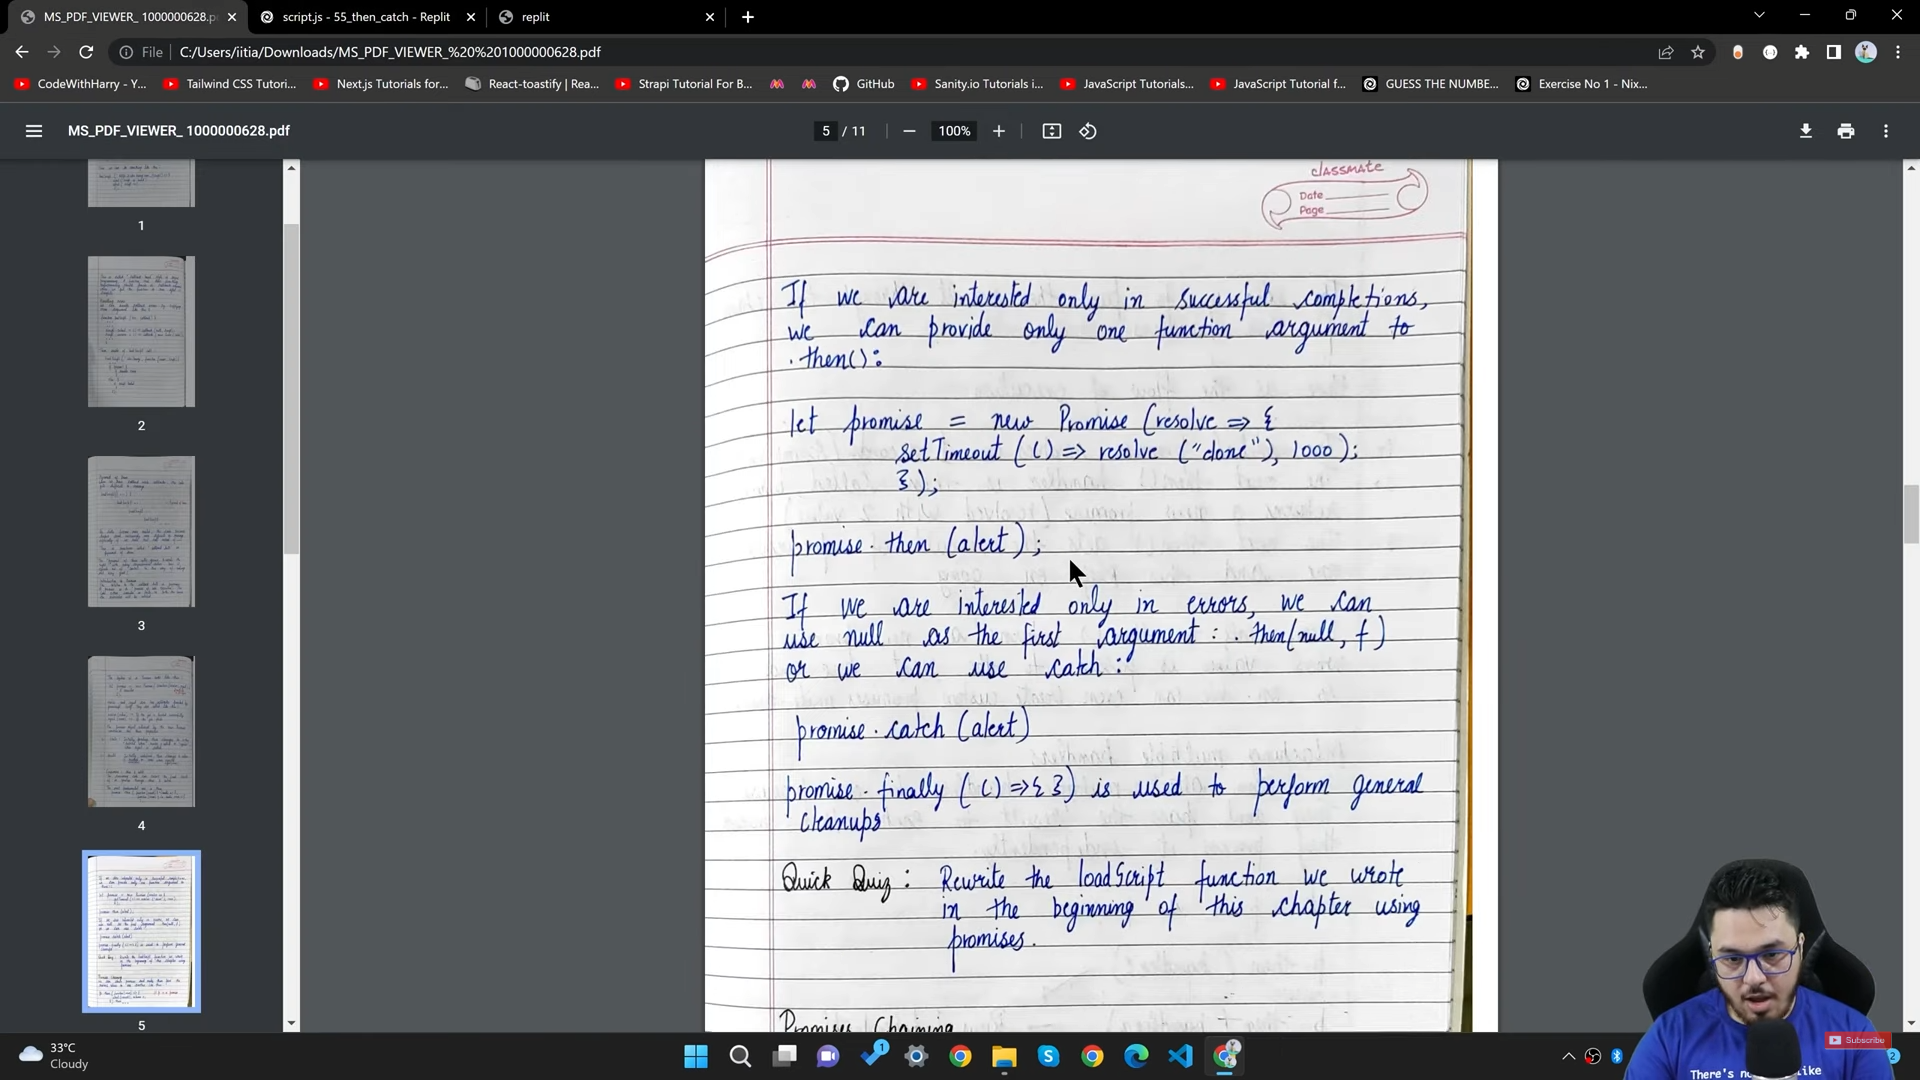 MS_PDF_VIEWER_ 1000000628.p
script.js - 55_then_catch - Replit
replit
File
C:/Users/iitia/Downloads/MS_PDF_VIEWER_%20%201000000628.pdf
CodeWithHarry - Y...
Tailwind CSS Tutori...
Next.js Tutorials for...
React-toastify | Rea...
Strapi Tutorial For B...
GitHub
Sanity.io Tutorials i...
JavaScript Tutorials...
JavaScript Tutorial f...
GUESS THE NUMBE...
Exercise No 1 - Nix...
MS_PDF_VIEWER_ 1000000628.pdf
5 / 11
100%
1
2
3
4
5
classmate
Date
Page
If we are interested only in successful completions,
we can provide only one function argument to
.then():
let promise = new Promise (resolve => {
setTimeout (() => resolve ("done"), 1000);
});
promise.then (alert);
If we are interested only in errors, we can
use null as the first argument : .then(null, f)
or we can use catch:
promise.catch (alert)
promise.finally (() => { }) is used to perform general
cleanups
Quick Quiz : Rewrite the loadScript function we wrote
in the beginning of this chapter using
promises.
Promises Chaining
33°C
Cloudy
1
Subscribe
2
There's no
like